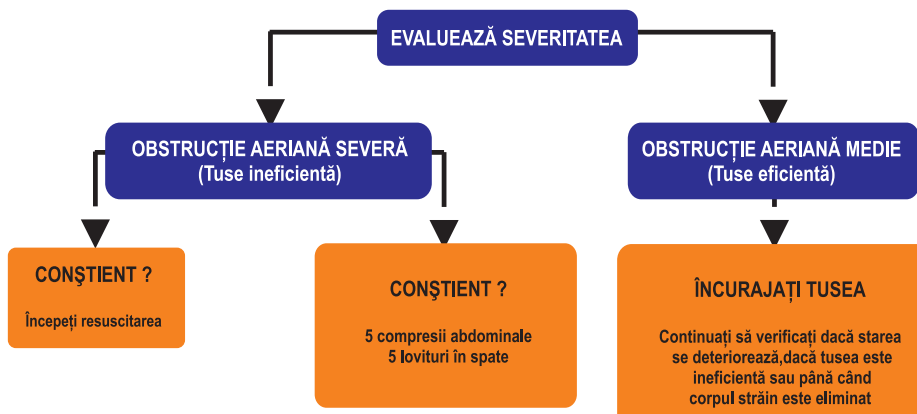 EVALUEAZĂ SEVERITATEA
OBSTRUCȚIE AERIANĂ SEVERĂ
(Tuse ineficientă)
OBSTRUCȚIE AERIANĂ MEDIE
(Tuse eficientă)
CONŞTIENT ?
Începeți resuscitarea
CONŞTIENT ?
5 compresii abdominale
5 lovituri în spate
ÎNCURAJAȚI TUSEA
Continuați să verificați dacă starea
se deteriorează,dacă tusea este
ineficientă sau până când
corpul străin este eliminat